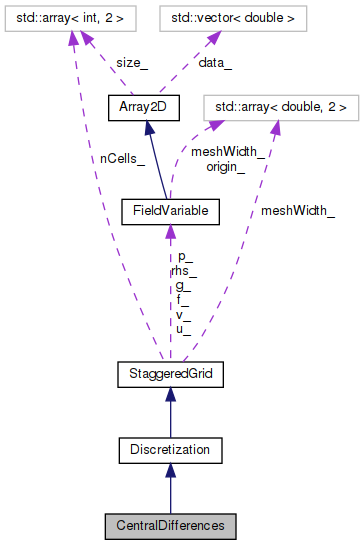 std::array< int, 2 >
std::vector< double >
size_
data_
Array2D
std::array< double, 2 >
nCells_
meshWidth_
origin_
FieldVariable
meshWidth_
p_
rhs_
g_
f_
v_
u_
StaggeredGrid
Discretization
CentralDifferences